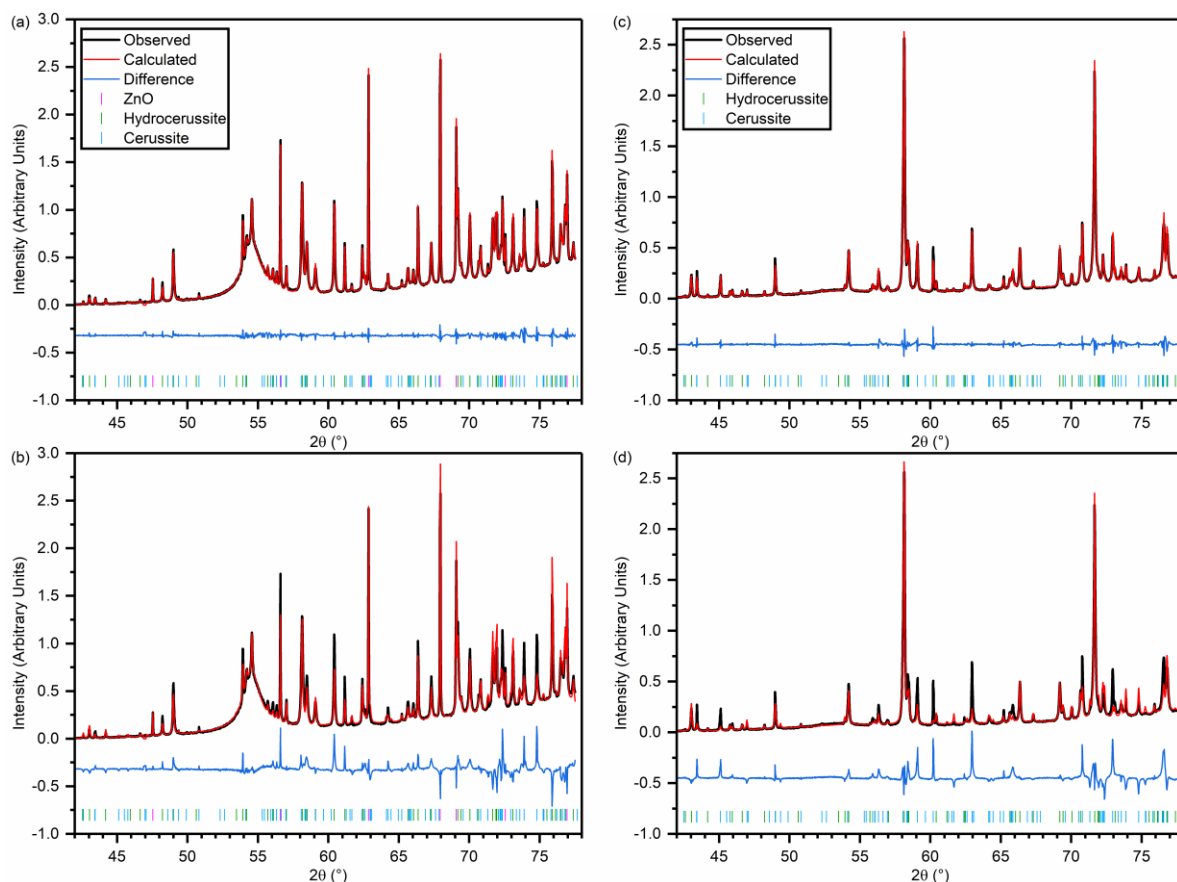 (a)
3.0
2.5
2.0
1.5
1.0
0.5
0.0
-0.5
-1.0
Intensity (Arbitrary Units)
Observed
Calculated
Difference
ZnO
Hydrocerussite
Cerussite
45 50 55 60 65 70 75
2θ (°)
(c)
2.5
2.0
1.5
1.0
0.5
0.0
-0.5
-1.0
Intensity (Arbitrary Units)
Observed
Calculated
Difference
Hydrocerussite
Cerussite
45 50 55 60 65 70 75
2θ (°)
(b)
3.0
2.5
2.0
1.5
1.0
0.5
0.0
-0.5
-1.0
Intensity (Arbitrary Units)
45 50 55 60 65 70 75
2θ (°)
(d)
2.5
2.0
1.5
1.0
0.5
0.0
-0.5
-1.0
Intensity (Arbitrary Units)
45 50 55 60 65 70 75
2θ (°)